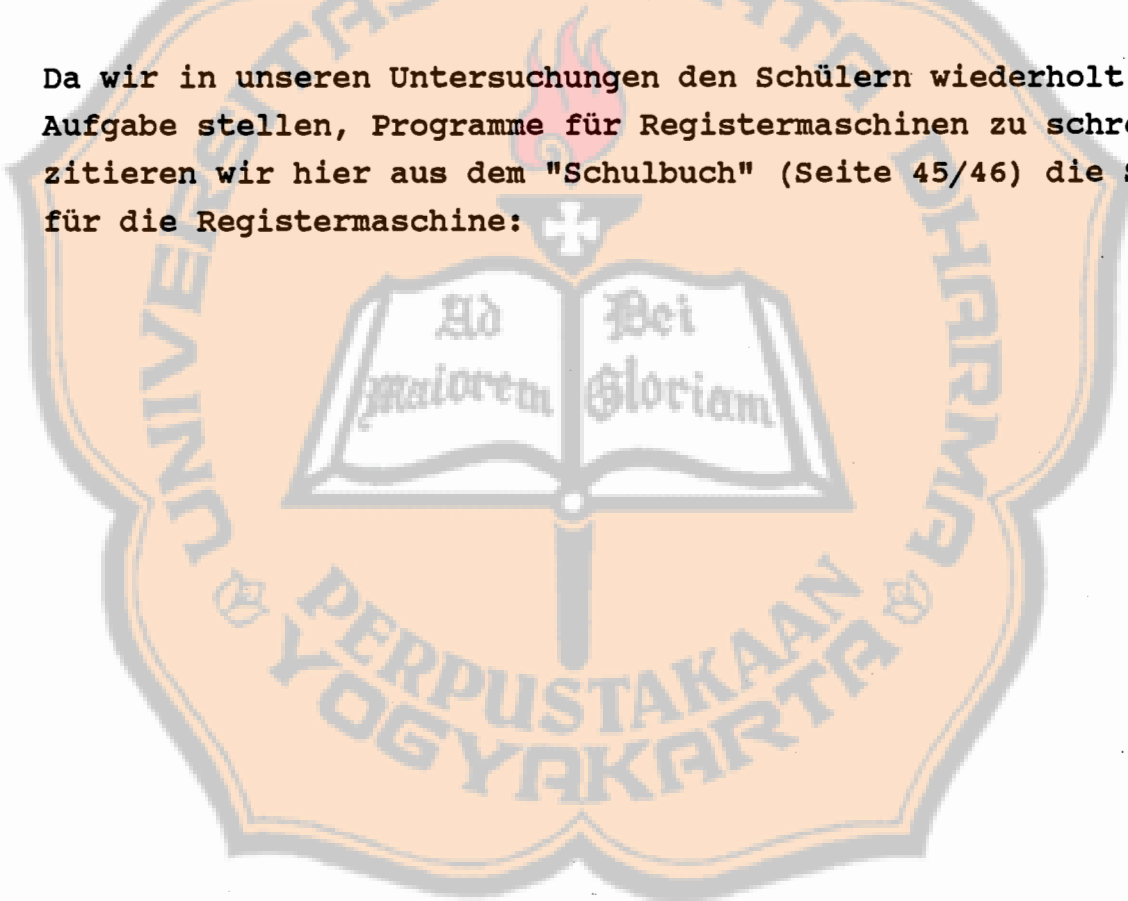 Da wir in unseren Untersuchungen den Schülern wiederholt
Aufgabe stellen, Programme für Registermaschinen zu
zitieren wir hier aus dem "Schulbuch" (Seite 45/46) die
für die Registermaschine:
Ad Dei
maiorem Gloriam
DHARMA
PERPUSTAKAAN
YOGYAKARTA